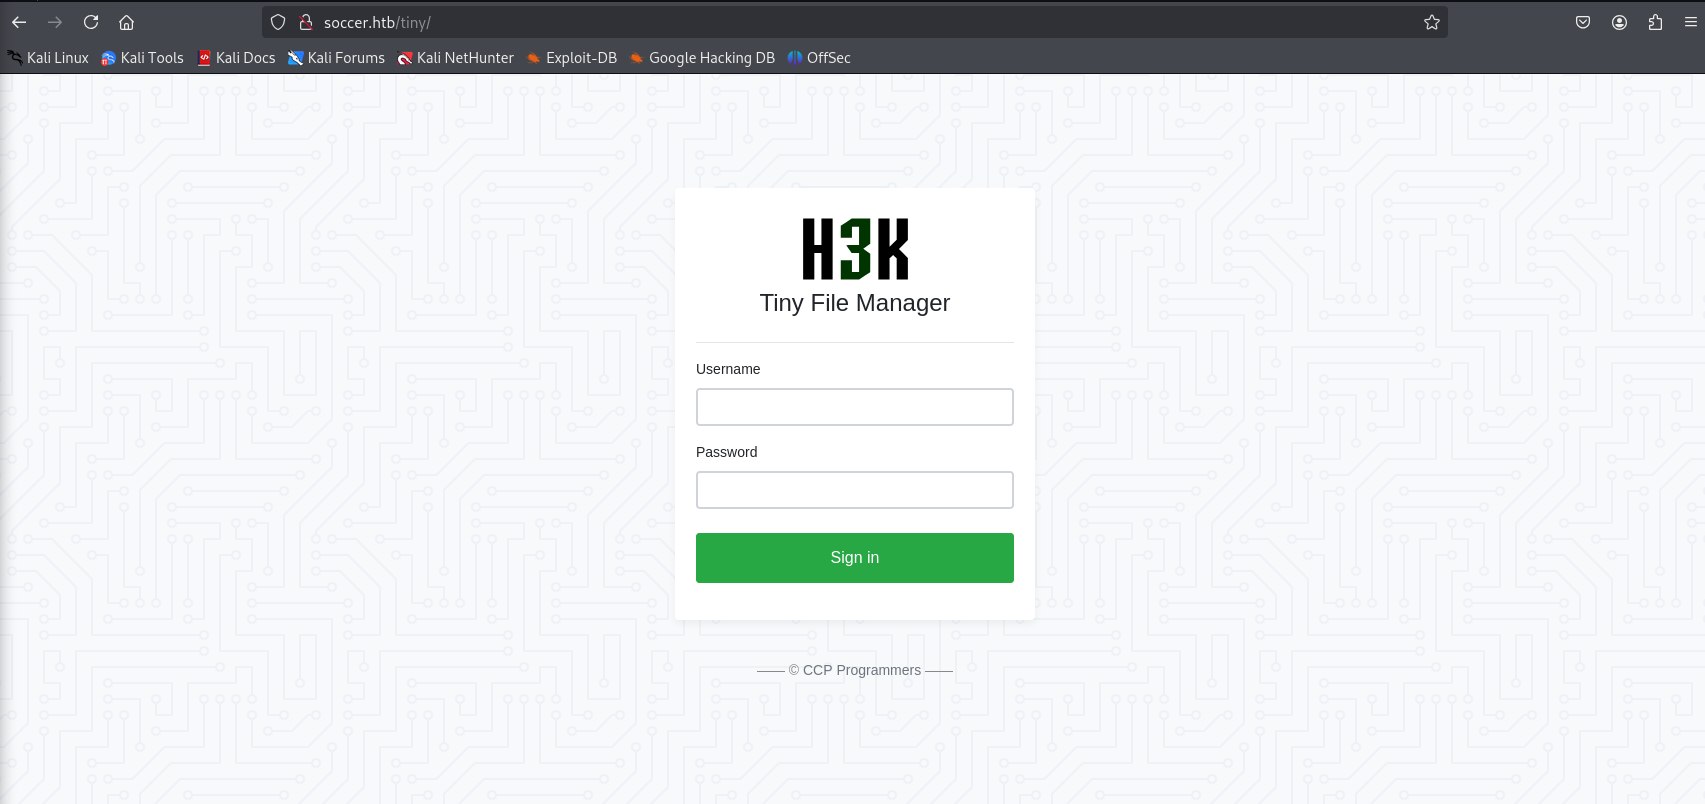 soccer.htb/tiny/
Kali Linux Kali Tools Kali Docs Kali Forums Kali NetHunter Exploit-DB Google Hacking DB OffSec
H3K
Tiny File Manager
Username
Password
Sign in
—— © CCP Programmers ——